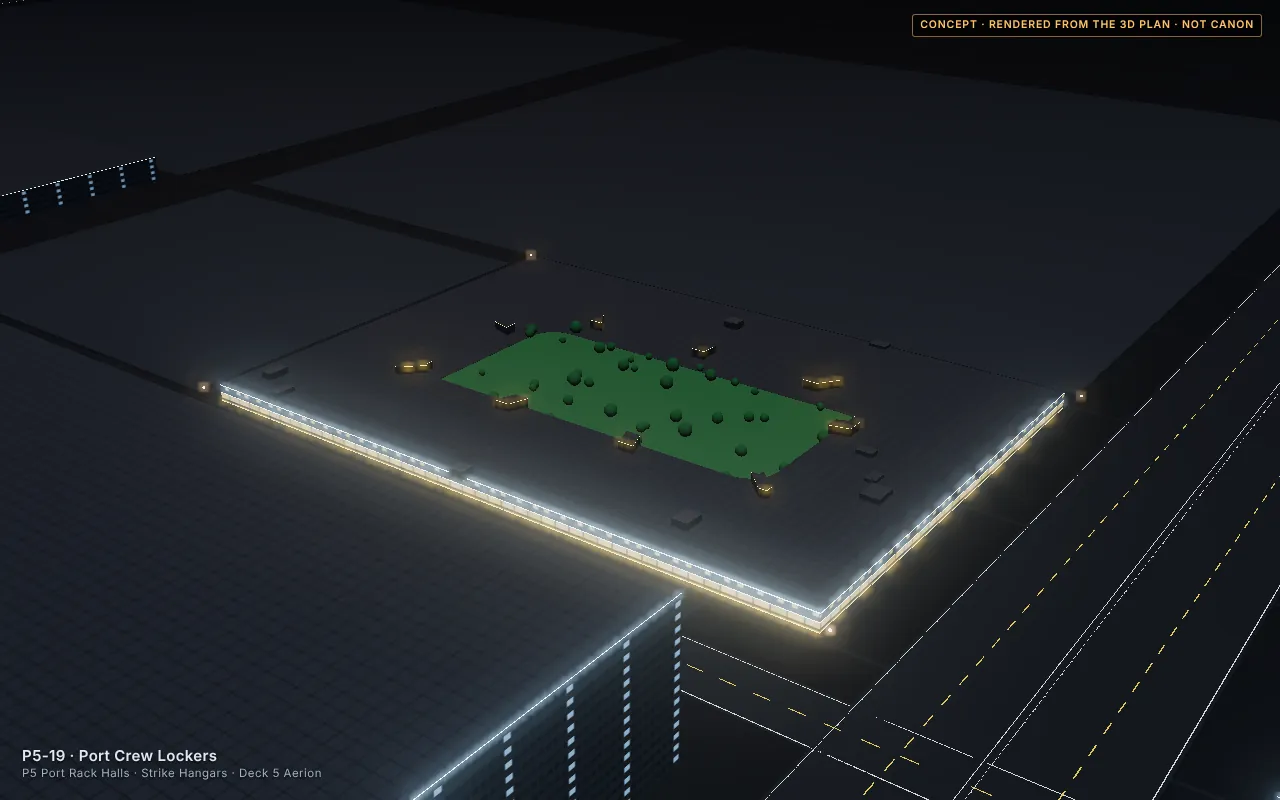 CONCEPT · RENDERED FROM THE 3D PLAN · NOT CANON
P5-19 · Port Crew Lockers
P5 Port Rack Halls · Strike Hangars · Deck 5 Aerion